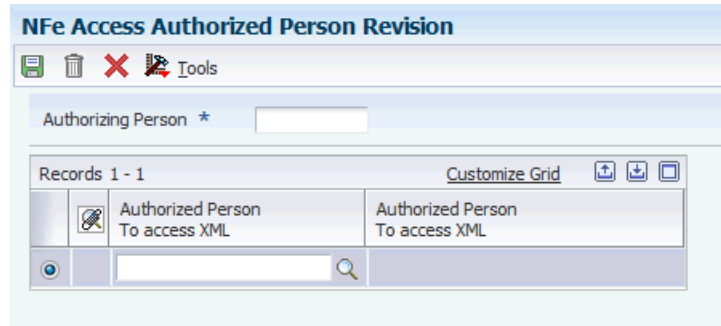 NFe Access Authorized Person Revision
Tools
Authorizing Person *
Records 1 - 1 Customize Grid
Authorized Person Authorized Person
To access XML To access XML